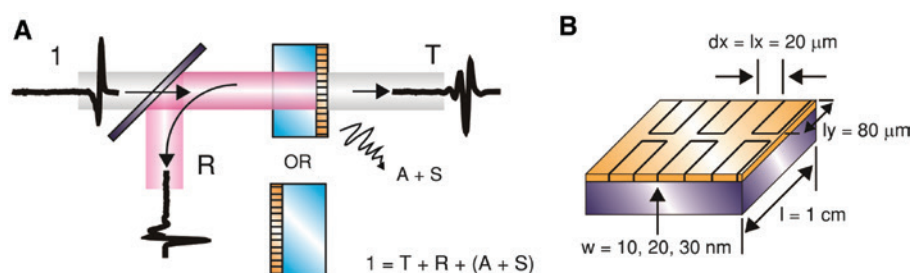 A
1
T
R
OR
A + S
1 = T + R + (A + S)
B
dx = lx = 20 μm
ly = 80 μm
l = 1 cm
w = 10, 20, 30 nm